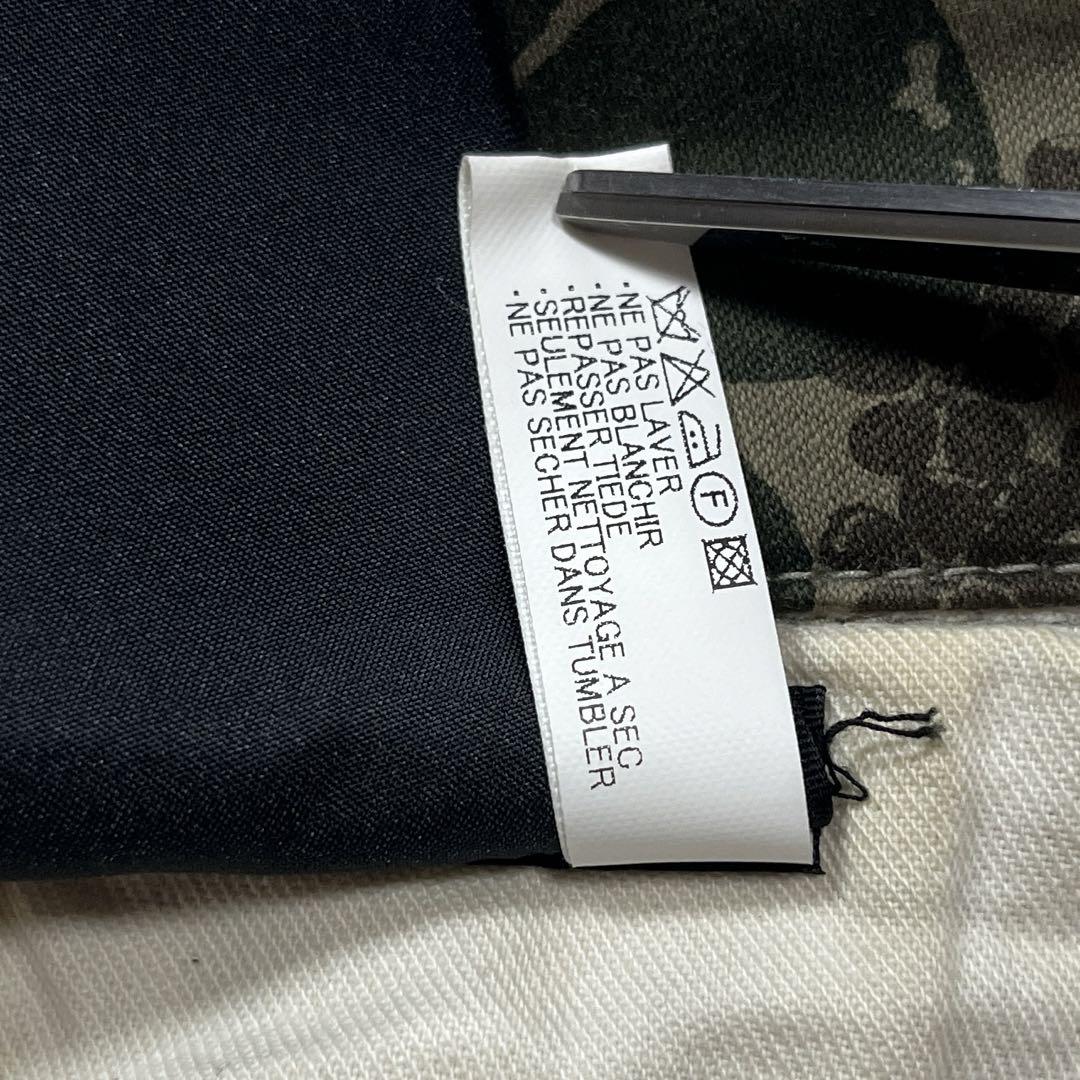 F
·NE PAS LAVER
·NE PAS BLANCHIR
·REPASSER TIEDE
·SEULEMENT NETTOYAGE A SEC
·NE PAS SECHER DANS TUMBLER